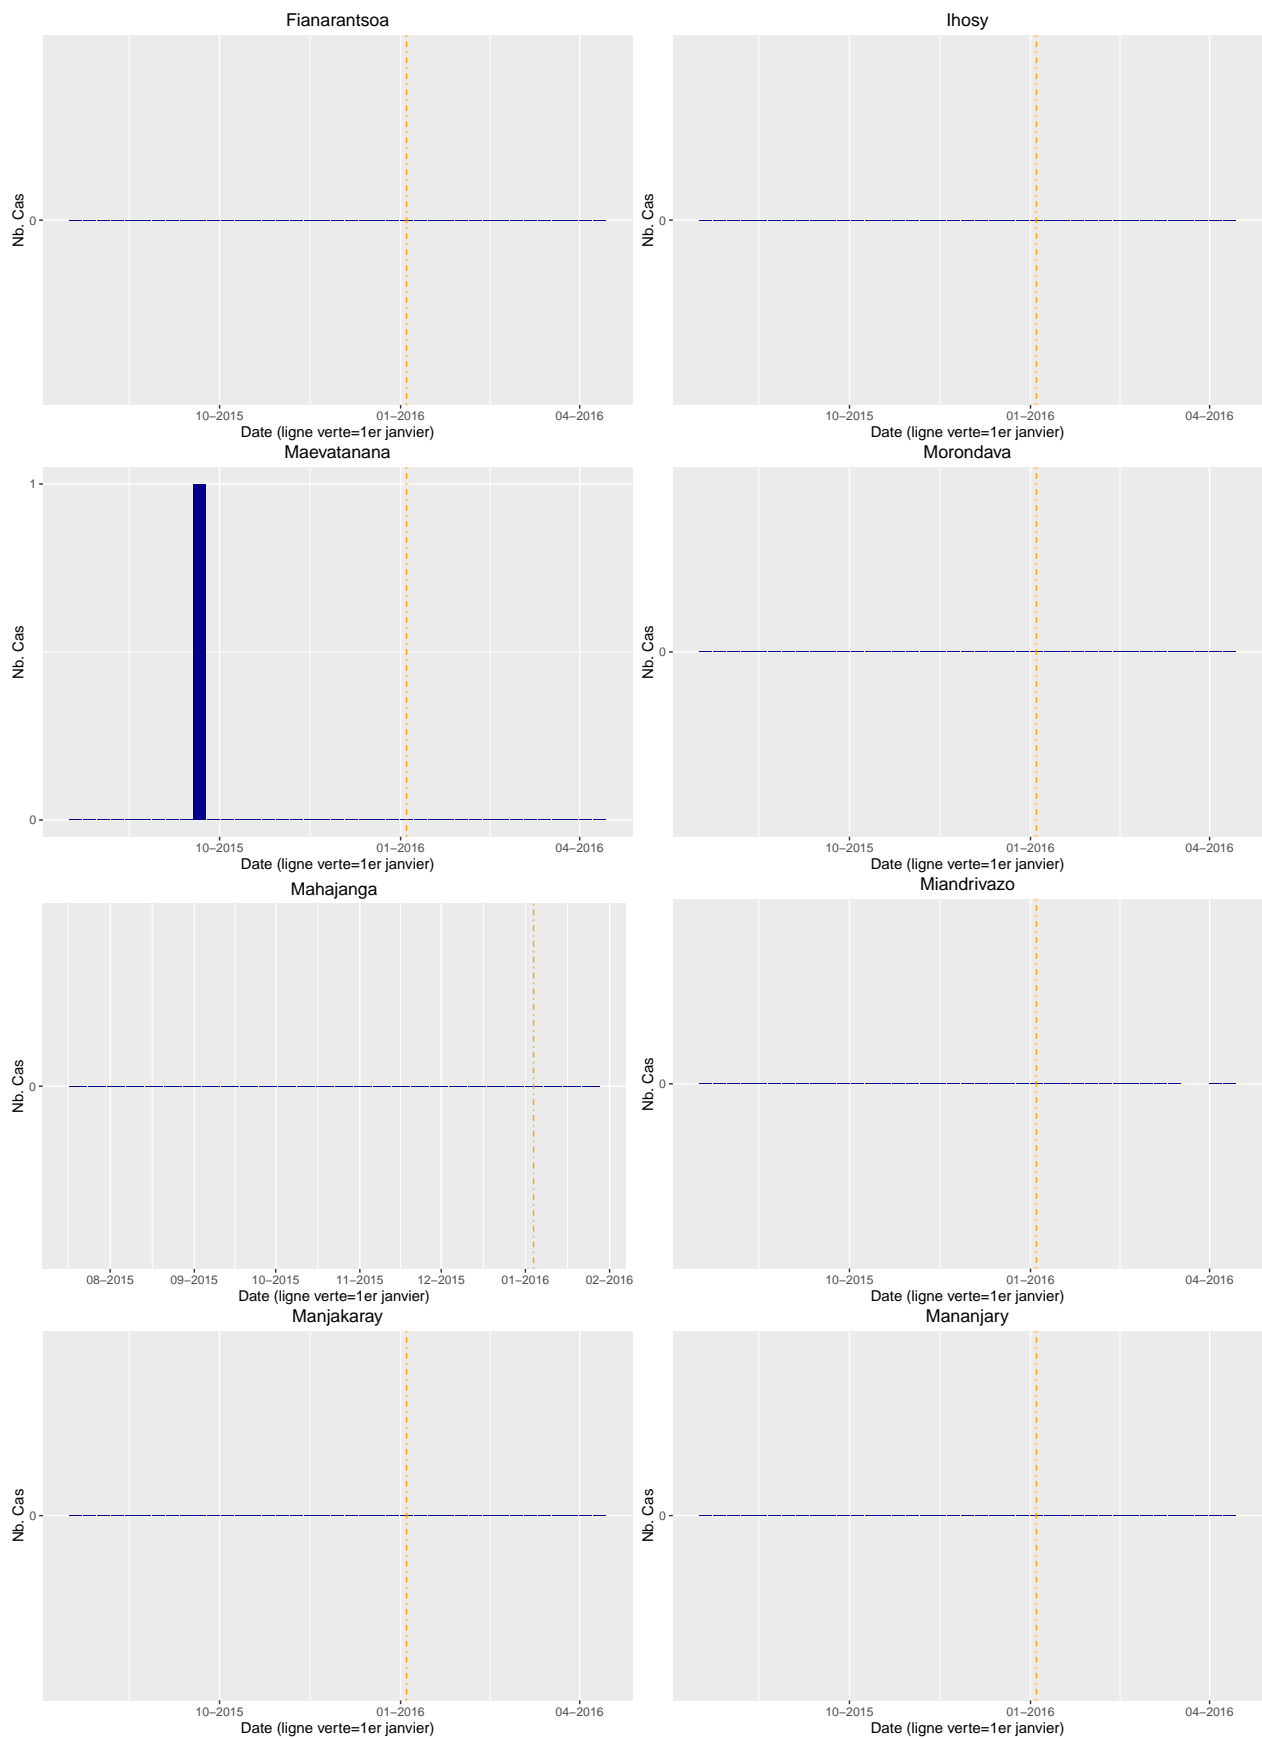 Fianarantsoa
Nb. Cas
0
10−2015 01−2016 04−2016
Date (ligne verte=1er janvier)
Ihosy
Nb. Cas
0
10−2015 01−2016 04−2016
Date (ligne verte=1er janvier)
Maevatanana
Nb. Cas
1
0
10−2015 01−2016 04−2016
Date (ligne verte=1er janvier)
Morondava
Nb. Cas
0
10−2015 01−2016 04−2016
Date (ligne verte=1er janvier)
Mahajanga
Nb. Cas
0
08−2015 09−2015 10−2015 11−2015 12−2015 01−2016 02−2016
Date (ligne verte=1er janvier)
Miandrivazo
Nb. Cas
0
10−2015 01−2016 04−2016
Date (ligne verte=1er janvier)
Manjakaray
Nb. Cas
0
10−2015 01−2016 04−2016
Date (ligne verte=1er janvier)
Mananjary
Nb. Cas
0
10−2015 01−2016 04−2016
Date (ligne verte=1er janvier)